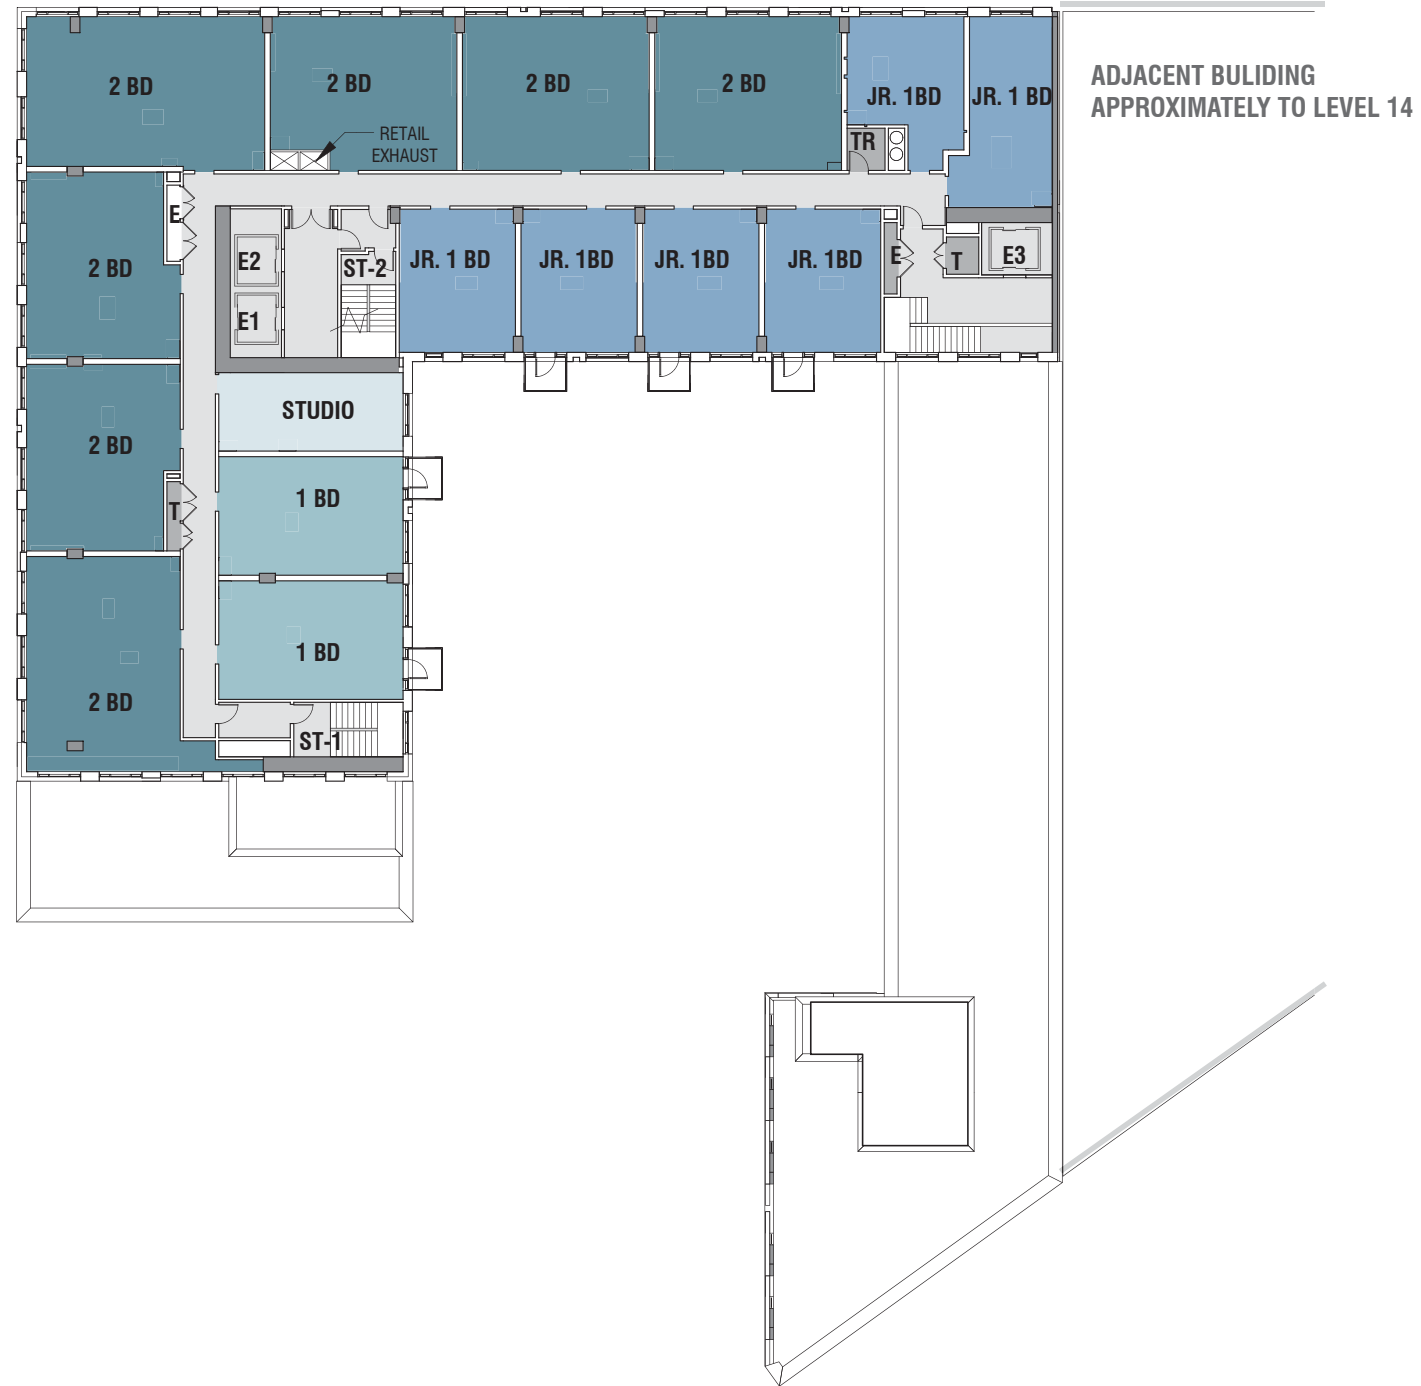 ADJACENT BULIDING
APPROXIMATELY TO LEVEL 14
2 BD
2 BD
2 BD
2 BD
JR. 1BD
JR. 1 BD
RETAIL
EXHAUST
TR
E
2 BD
E2
E1
ST-2
JR. 1 BD
JR. 1BD
JR. 1BD
JR. 1BD
E
T
E3
STUDIO
2 BD
1 BD
T
1 BD
2 BD
ST-1